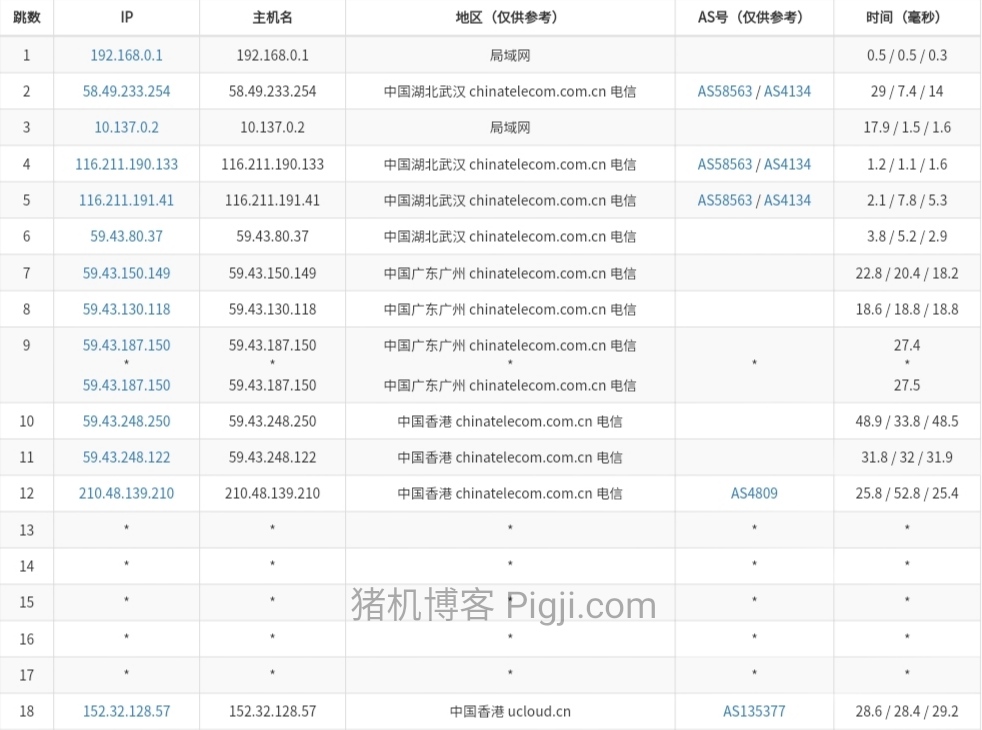 跳数 IP 主机名 地区（仅供参考） AS号（仅供参考） 时间（毫秒）
1 192.168.0.1 192.168.0.1 局域网 0.5 / 0.5 / 0.3
2 58.49.233.254 58.49.233.254 中国湖北武汉 chinatelecom.com.cn 电信 AS58563 / AS4134 29 / 7.4 / 14
3 10.137.0.2 10.137.0.2 局域网 17.9 / 1.5 / 1.6
4 116.211.190.133 116.211.190.133 中国湖北武汉 chinatelecom.com.cn 电信 AS58563 / AS4134 1.2 / 1.1 / 1.6
5 116.211.191.41 116.211.191.41 中国湖北武汉 chinatelecom.com.cn 电信 AS58563 / AS4134 2.1 / 7.8 / 5.3
6 59.43.80.37 59.43.80.37 中国湖北武汉 chinatelecom.com.cn 电信 3.8 / 5.2 / 2.9
7 59.43.150.149 59.43.150.149 中国广东广州 chinatelecom.com.cn 电信 22.8 / 20.4 / 18.2
8 59.43.130.118 59.43.130.118 中国广东广州 chinatelecom.com.cn 电信 18.6 / 18.8 / 18.8
9 59.43.187.150 59.43.187.150 中国广东广州 chinatelecom.com.cn 电信 27.4
* * * * *
59.43.187.150 59.43.187.150 中国广东广州 chinatelecom.com.cn 电信 27.5
10 59.43.248.250 59.43.248.250 中国香港 chinatelecom.com.cn 电信 48.9 / 33.8 / 48.5
11 59.43.248.122 59.43.248.122 中国香港 chinatelecom.com.cn 电信 31.8 / 32 / 31.9
12 210.48.139.210 210.48.139.210 中国香港 chinatelecom.com.cn 电信 AS4809 25.8 / 52.8 / 25.4
13 * * * * *
14 * * * * *
15 * * * * *
猪机博客 Pigji.com
16 * * * * *
17 * * * * *
18 152.32.128.57 152.32.128.57 中国香港 ucloud.cn AS135377 28.6 / 28.4 / 29.2